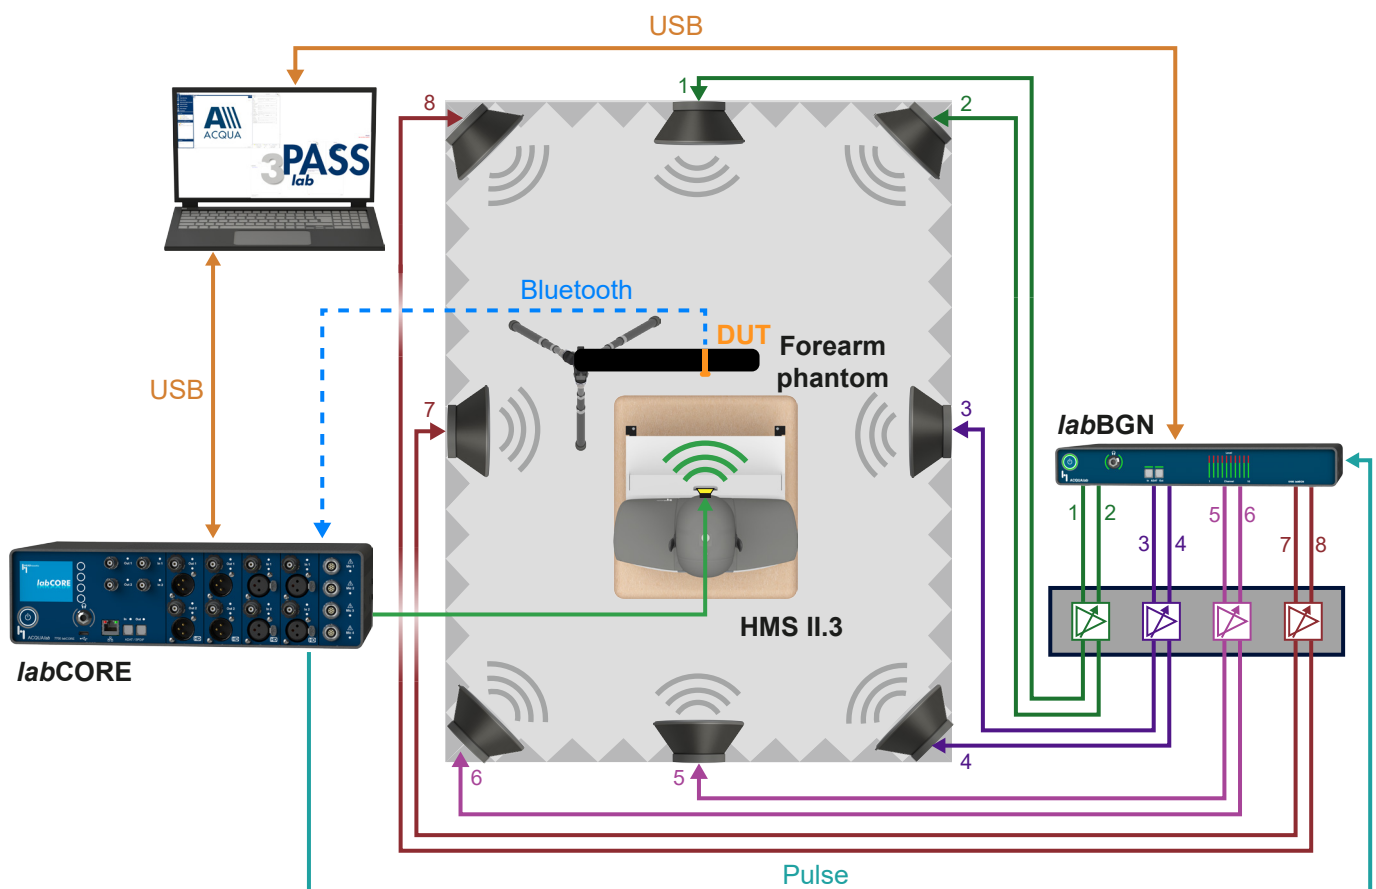 USB
1
8
2
ACQUA
3PASS
lab
Bluetooth
DUT
Forearm
phantom
USB
7
3
labBGN
1
2
3
4
5
6
7
8
labCORE
HMS II.3
labCORE
6
5
4
Pulse